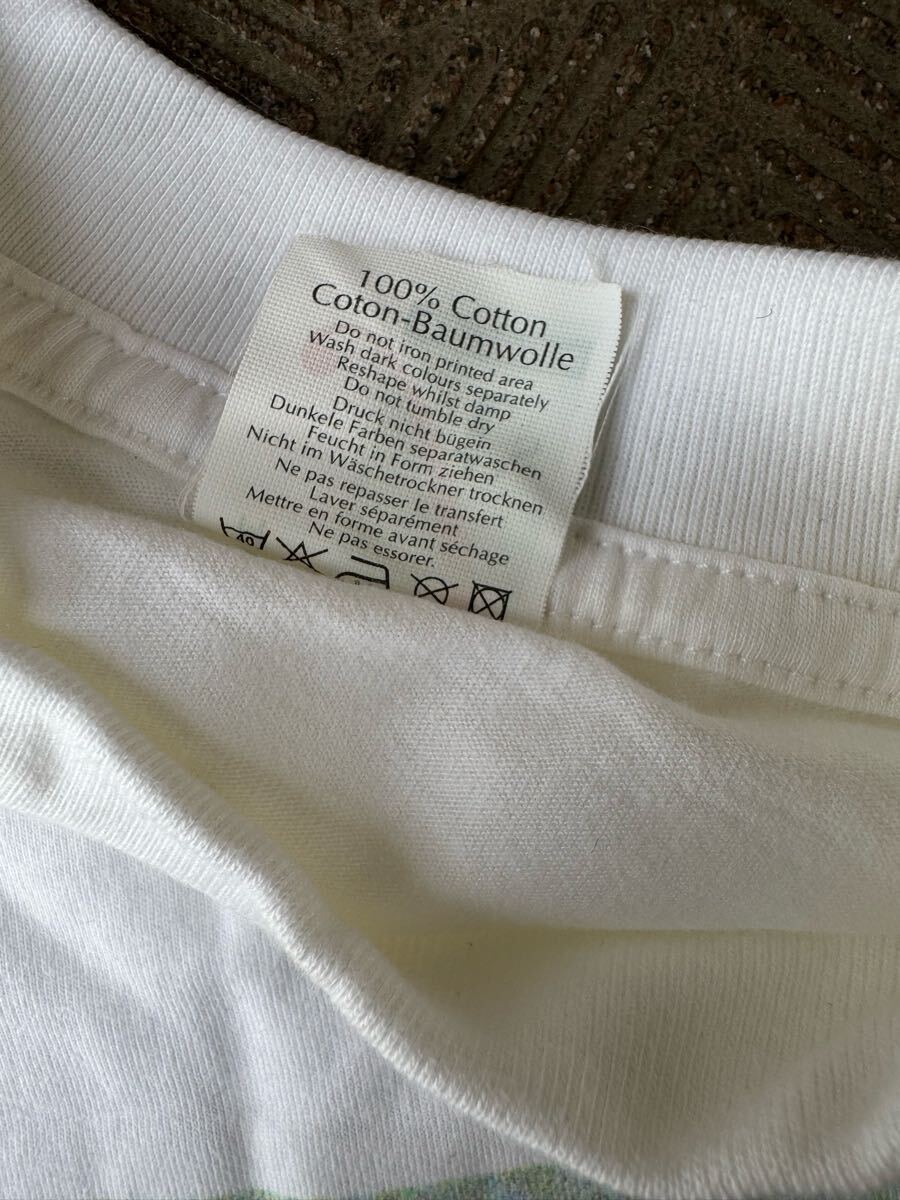 100% Cotton
Coton-Baumwolle
Do not iron printed area
Wash dark colours separately
Reshape whilst damp
Do not tumble dry
Druck nicht bügein
Dunkele Farben separatwaschen
Feucht in Form ziehen
Nicht im Wäschetrockner trocknen
Ne pas repasser le transfert
Laver séparément
Mettre en forme avant séchage
Ne pas essorer.
40